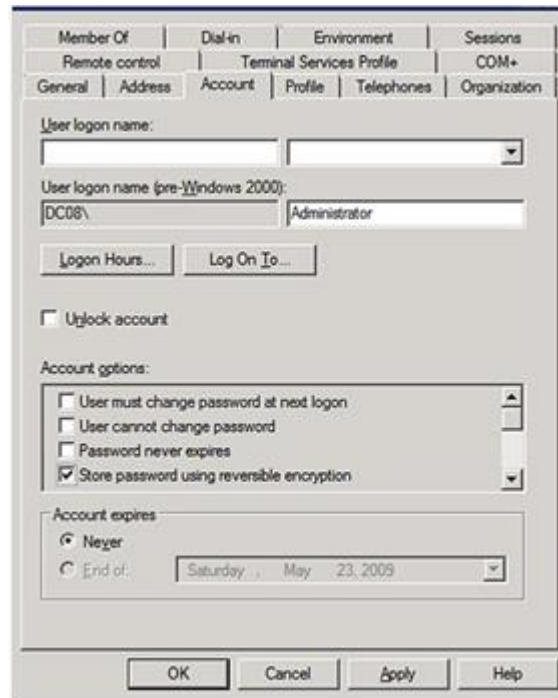 Member Of Dial-in Environment Sessions
Remote control Terminal Services Profile COM+
General Address Account Profile Telephones Organization
User logon name:
User logon name (pre-Windows 2000):
DC08\ Administrator
Logon Hours... Log On To...
Unlock account
Account options:
User must change password at next logon
User cannot change password
Password never expires
Store password using reversible encryption
Account expires
Never
End of: Saturday , May 23, 2009
OK Cancel Apply Help